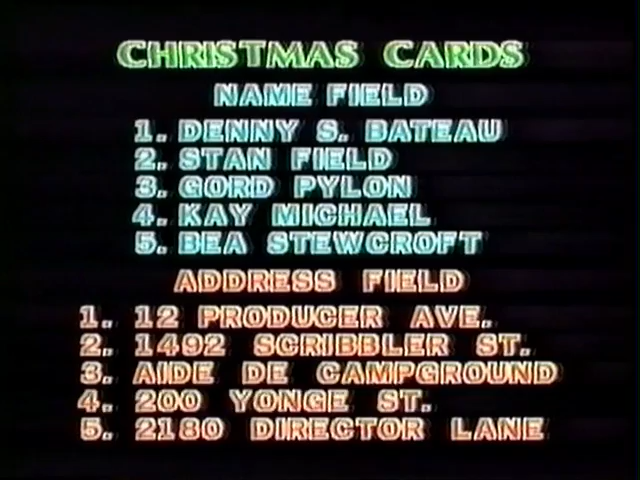 CHRISTMAS CARDS
NAME FIELD
1. DENNY S. BATEAU
2. STAN FIELD
3. GORD PYLON
4. KAY MICHAEL
5. BEA STEWCROFT
ADDRESS FIELD
1. 12 PRODUCER AVE.
2. 1492 SCRIBBLER ST.
3. AIDE DE CAMPGROUND
4. 200 YONGE ST.
5. 2180 DIRECTOR LANE